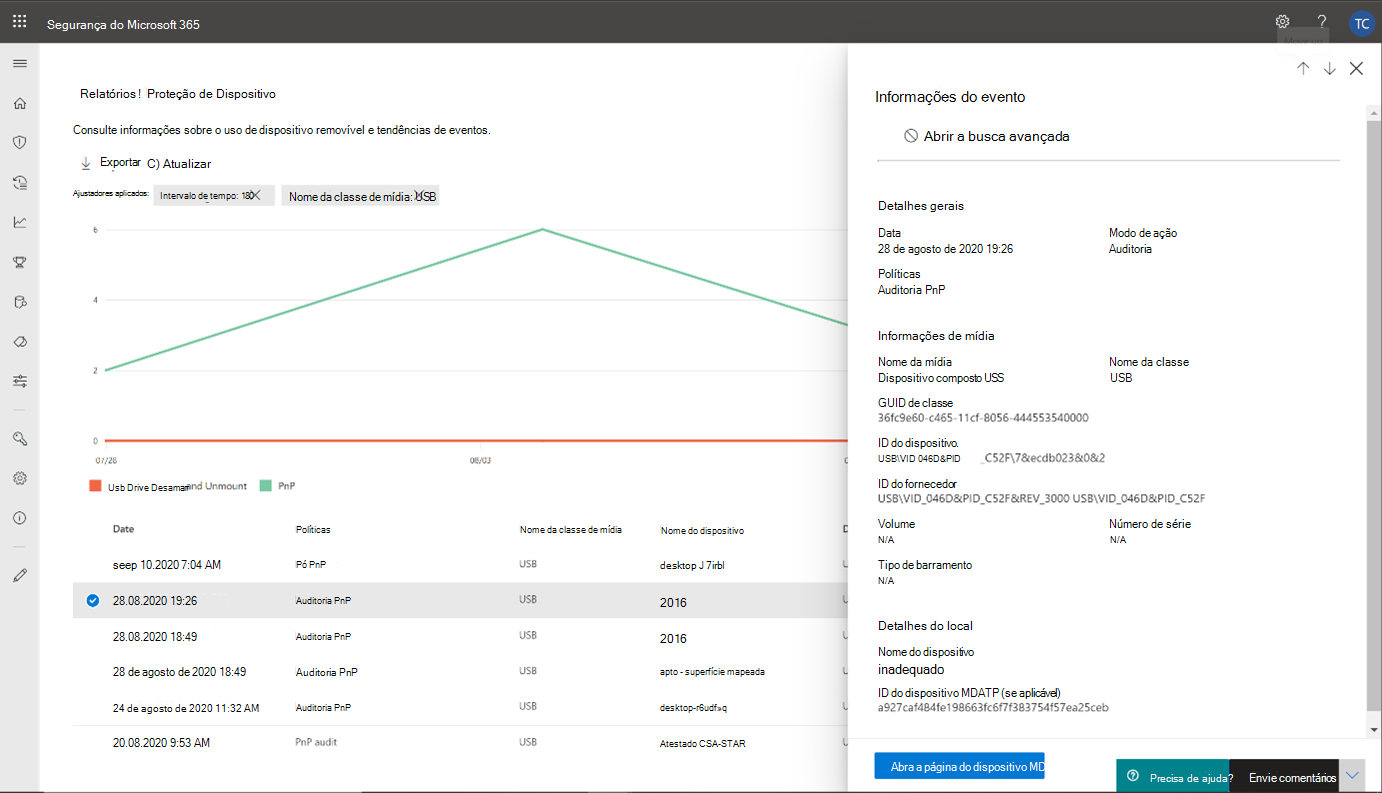 Segurança do Microsoft 365
?
TC
Relatórios! Proteção de Dispositivo
Consulte informações sobre o uso de dispositivo removível e tendências de eventos.
Exportar C) Atualizar
Ajustadores aplicados:
Intervalo de tempo: 180
Nome da classe de mídia: USB
6
4
2
0
07/26
08/03
Usb Drive Desamar and Unmount
PnP
Date Políticas Nome da classe de mídia Nome do dispositivo
seep 10.2020 7:04 AM Pó PnP USB desktop J 7irbl
28.08.2020 19:26 Auditoria PnP USB 2016
28.08.2020 18:49 Auditoria PnP USB 2016
28 de agosto de 2020 18:49 Auditoria PnP USB apto - superfície mapeada
24 de agosto de 2020 11:32 AM Auditoria PnP USB
20.08.2020 9:53 AM PnP audit USB Atestado CSA-STAR
Informações do evento
Abrir a busca avançada
Detalhes gerais
Data Modo de ação
28 de agosto de 2020 19:26 Auditoria
Políticas
Auditoria PnP
Informações de mídia
Nome da mídia Nome da classe
Dispositivo composto USS USB
GUID de classe
36fc9e60-c465-11cf-8056-444553540000
ID do dispositivo.
USB\VID 046D&PID _C52F\7&ecdb023&0&2
ID do fornecedor
USB\VID_046D&PID_C52F&REV_3000 USB\VID_046D&PID_C52F
Volume Número de série
N/A N/A
Tipo de barramento
N/A
Detalhes do local
Nome do dispositivo
inadequado
ID do dispositivo MDATP (se aplicável)
a927caf484fe198663fc6f7f383754f57ea25ceb
Abra a página do dispositivo MD
Precisa de ajuda?
Envie comentários